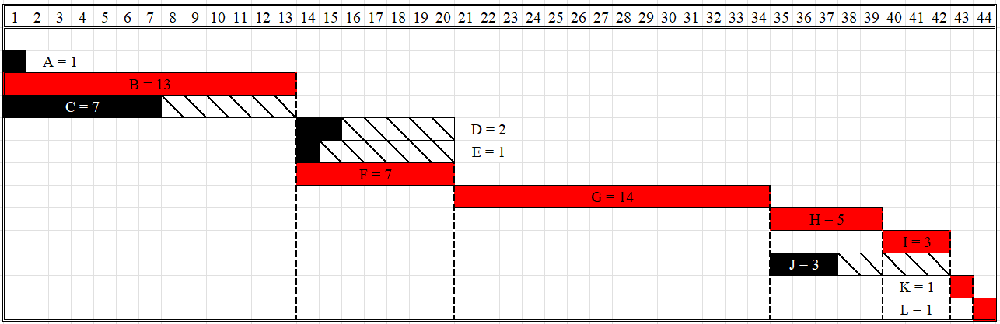 1 2 3 4 5 6 7 8 9 10 11 12 13 14 15 16 17 18 19 20 21 22 23 24 25 26 27 28 29 30 31 32 33 34 35 36 37 38 39 40 41 42 43 44
A = 1
B = 13
C = 7
D = 2
E = 1
F = 7
G = 14
H = 5
I = 3
J = 3
K = 1
L = 1